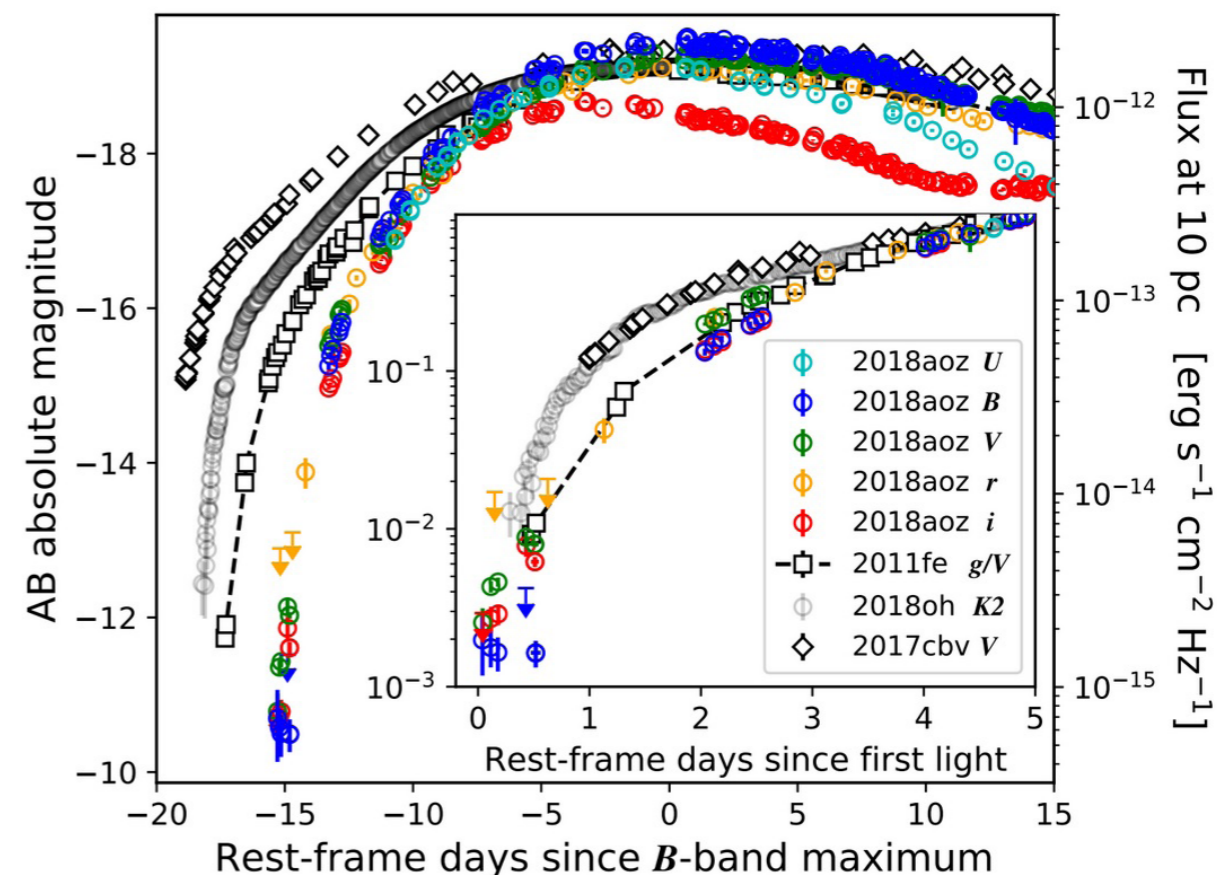 AB absolute magnitude
−18
−16
−14
−12
−10
−20
−15
−10
−5
0
5
10
15
Rest-frame days since B-band maximum
10⁻¹
10⁻²
10⁻³
0
1
2
3
4
5
Rest-frame days since first light
2018aoz U
2018aoz B
2018aoz V
2018aoz r
2018aoz i
2011fe g/V
2018oh K2
2017cbv V
10⁻¹²
10⁻¹³
10⁻¹⁴
10⁻¹⁵
Flux at 10 pc [erg s⁻¹ cm⁻² Hz⁻¹]